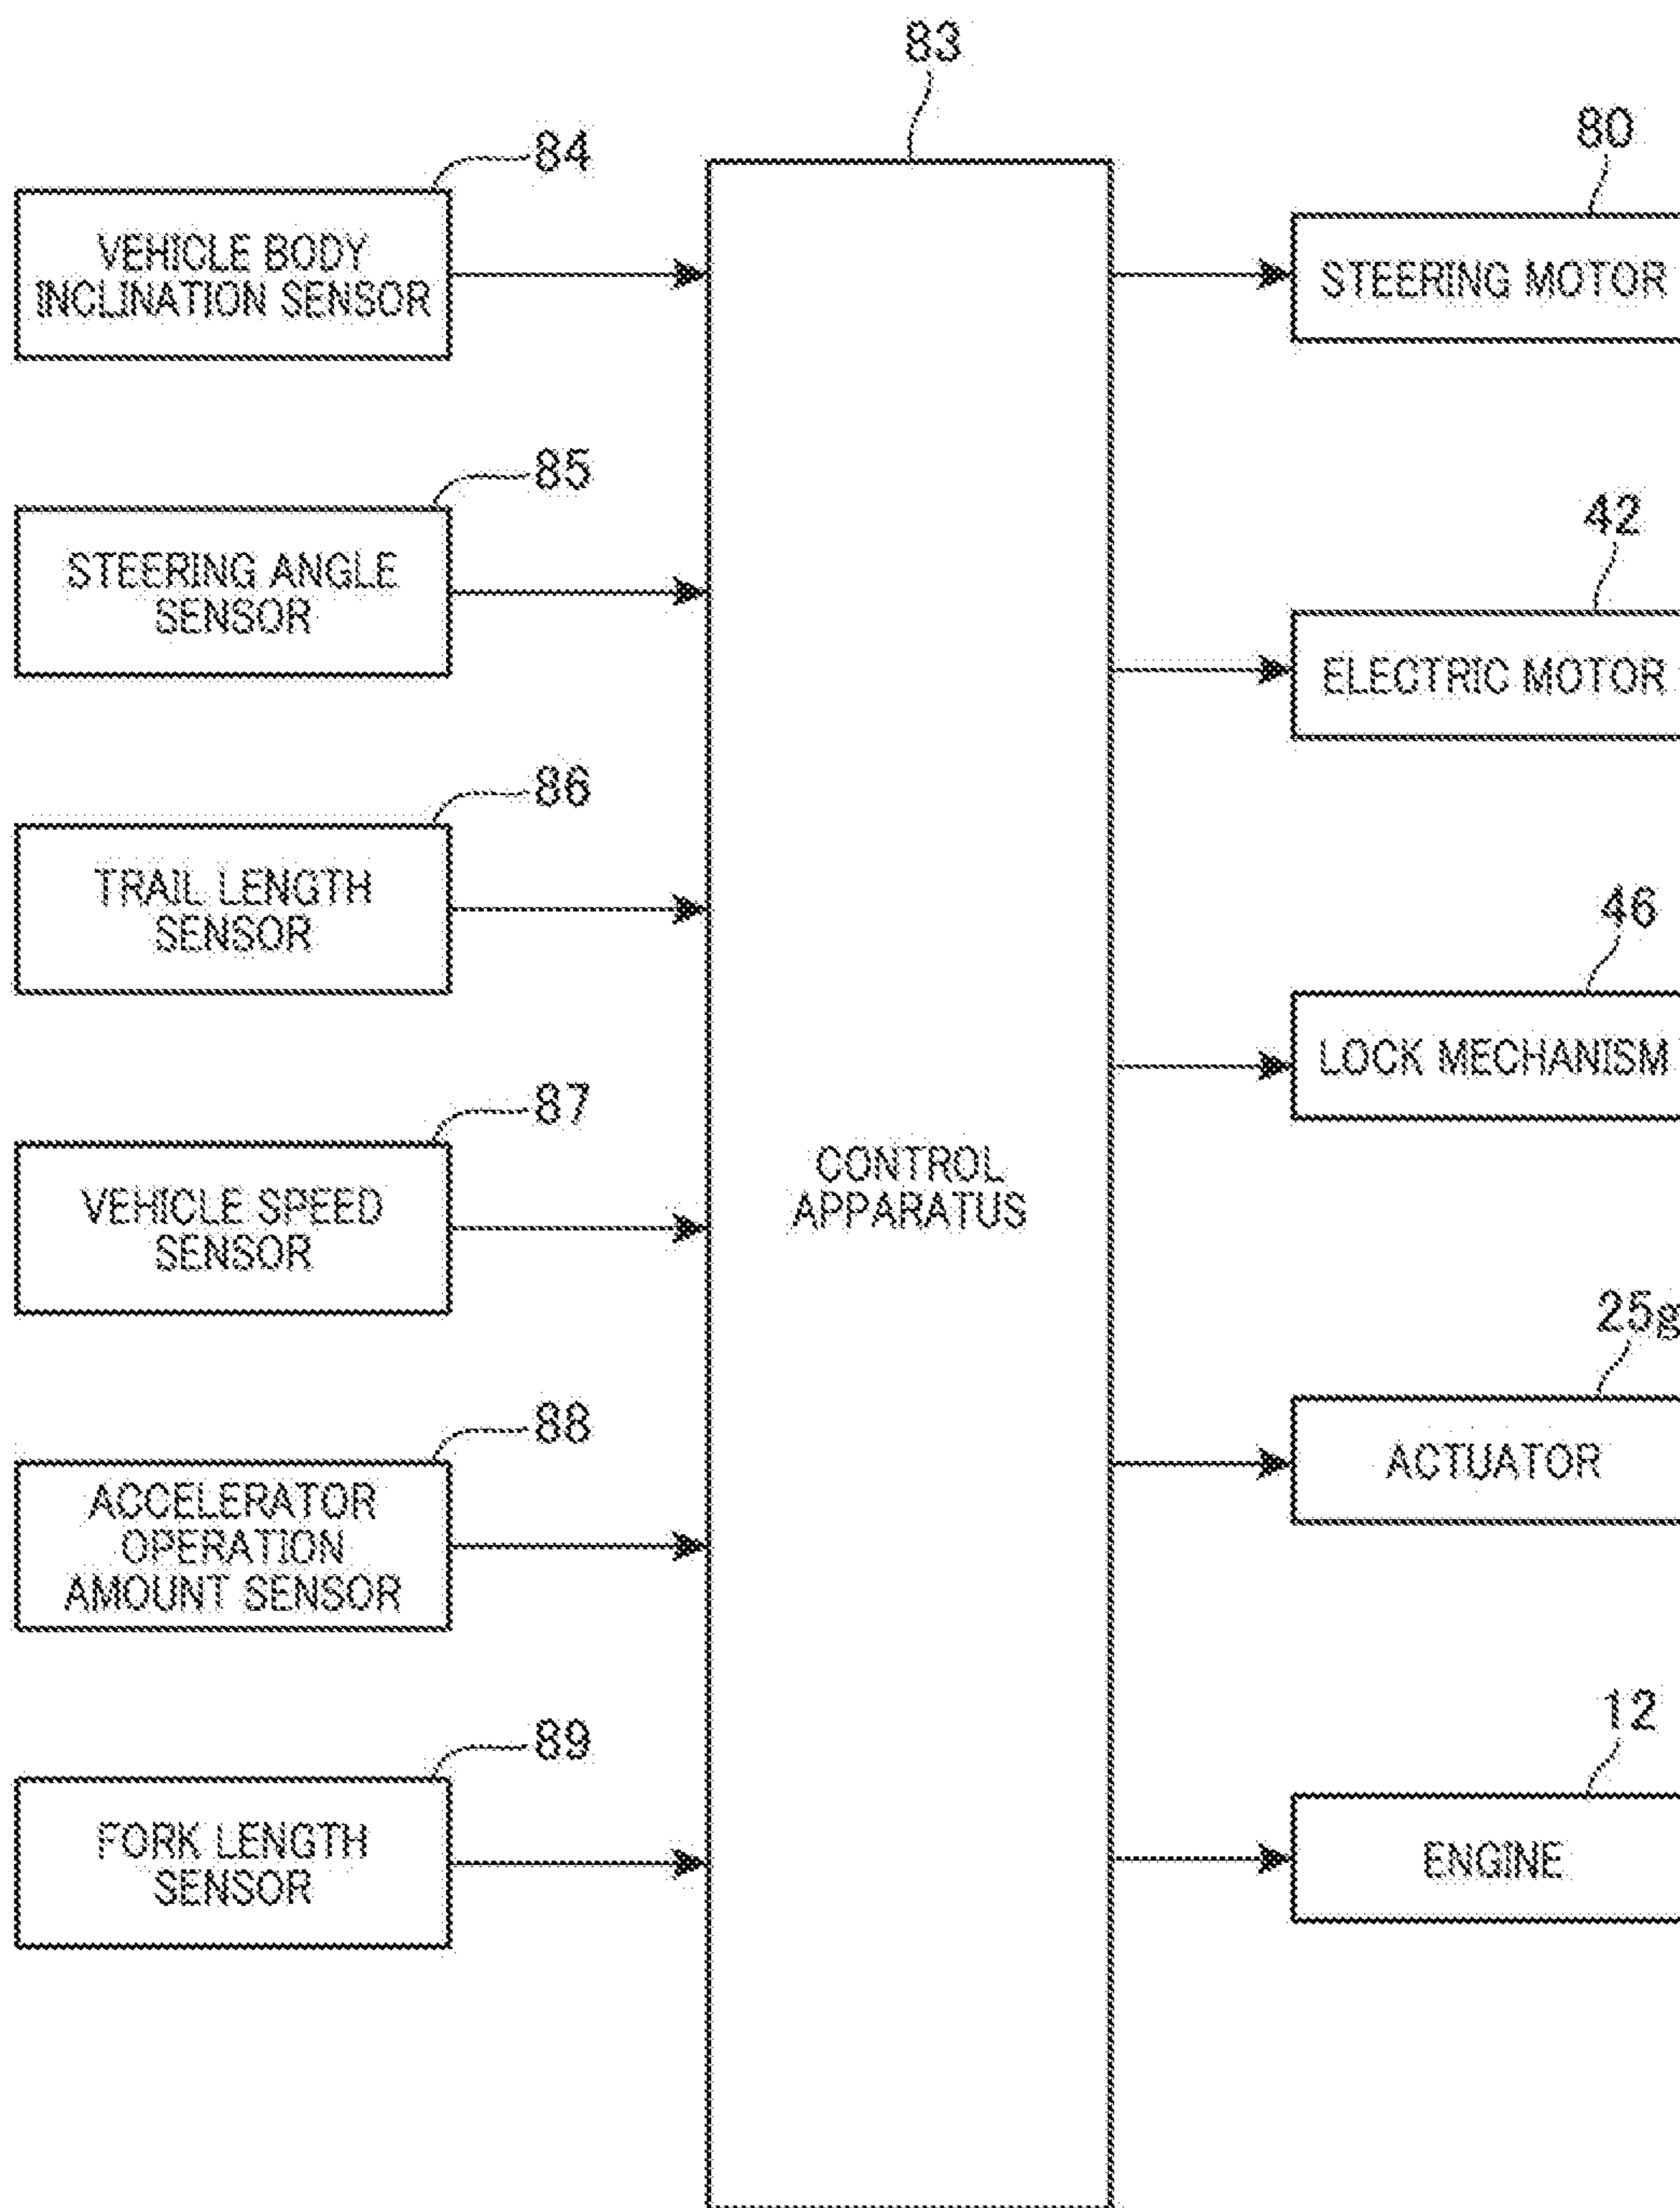 83
84
VEHICLE BODY
INCLINATION SENSOR
85
STEERING ANGLE
SENSOR
86
TRAIL LENGTH
SENSOR
87
VEHICLE SPEED
SENSOR
88
ACCELERATOR
OPERATION
AMOUNT SENSOR
89
FORK LENGTH
SENSOR
CONTROL
APPARATUS
80
STEERING MOTOR
42
ELECTRIC MOTOR
46
LOCK MECHANISM
25g
ACTUATOR
12
ENGINE